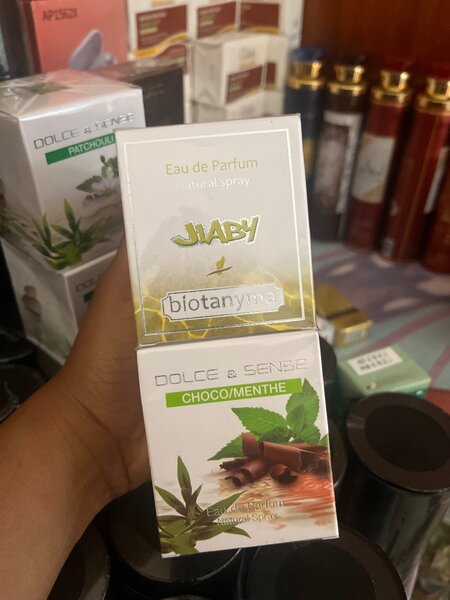 AP1562X
DOLCE & SENSE
PATCHOULI
Eau de Parfum
Natural spray
JIABY
biotanyme
DOLCE & SENSE
CHOCO/MENTHE
Eau de Parfum
Natural Spray